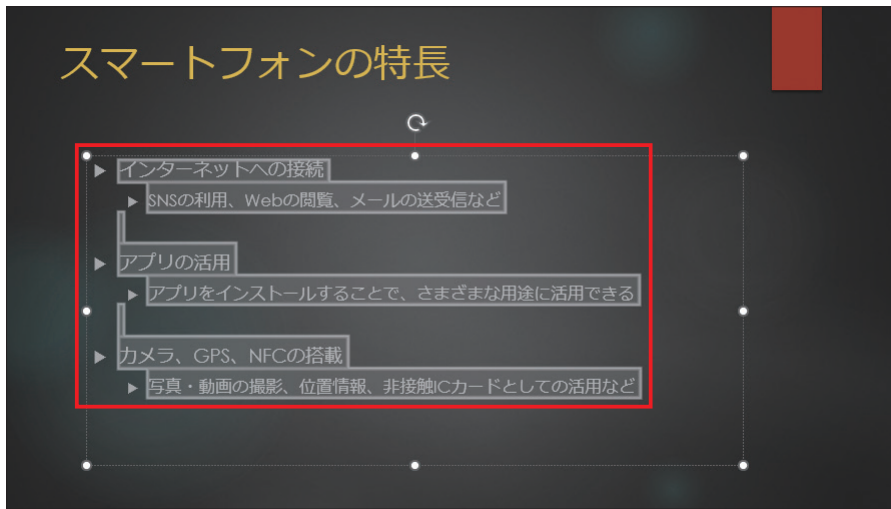 スマートフォンの特長
インターネットへの接続
SNSの利用、Webの閲覧、メールの送受信など
アプリの活用
アプリをインストールすることで、さまざまな用途に活用できる
カメラ、GPS、NFCの搭載
写真・動画の撮影、位置情報、非接触ICカードとしての活用など